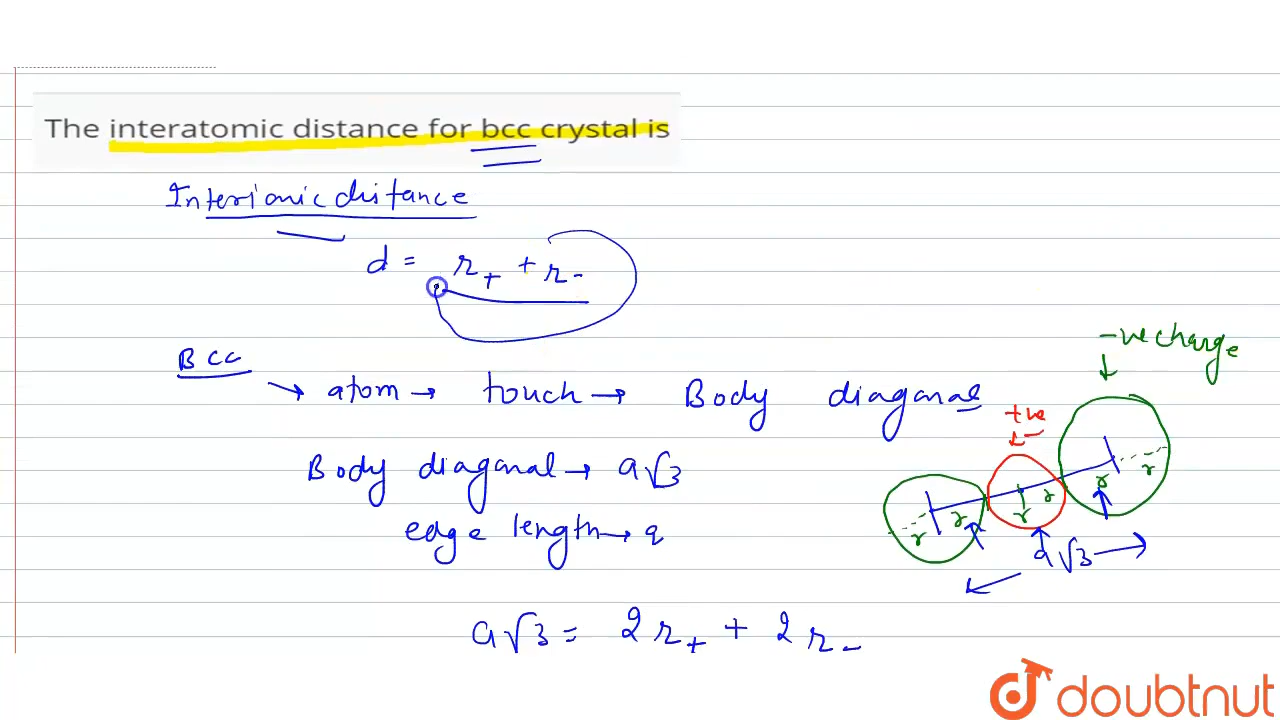 The interatomic distance for bcc crystal is
Interionic distance
d = r+ + r-
BCC
→ atom → touch → Body diagonal
-ve charge
+ve
Body diagonal → a√3
edge length → a
r r r r r r
a√3
a√3 = 2r+ + 2r-
doubtnut